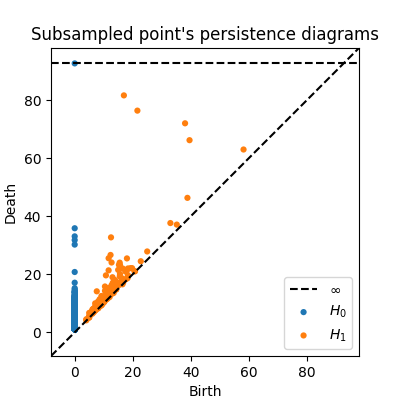 Subsampled point's persistence diagrams
Death
80
60
40
20
0
0 20 40 60 80
Birth
∞
H₀
H₁